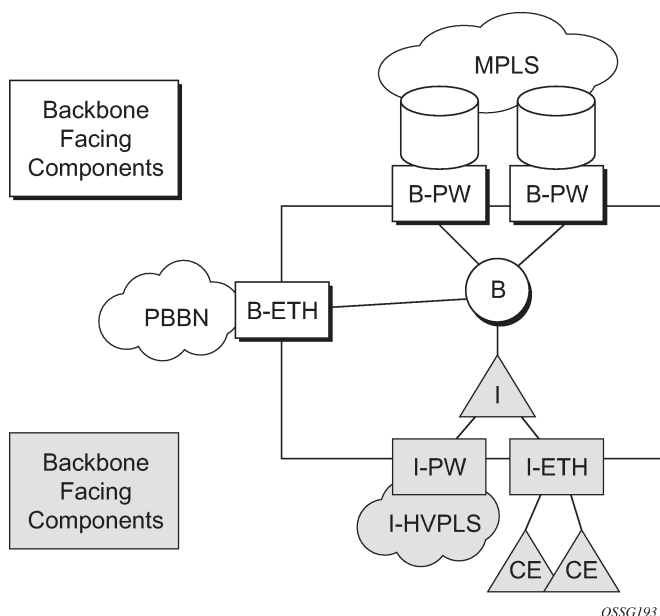 MPLS
Backbone
Facing
Components
B-PW
B-PW
B
PBBN
B-ETH
I
Backbone
Facing
Components
I-PW
I-ETH
I-HVPLS
CE
CE
OSSG193